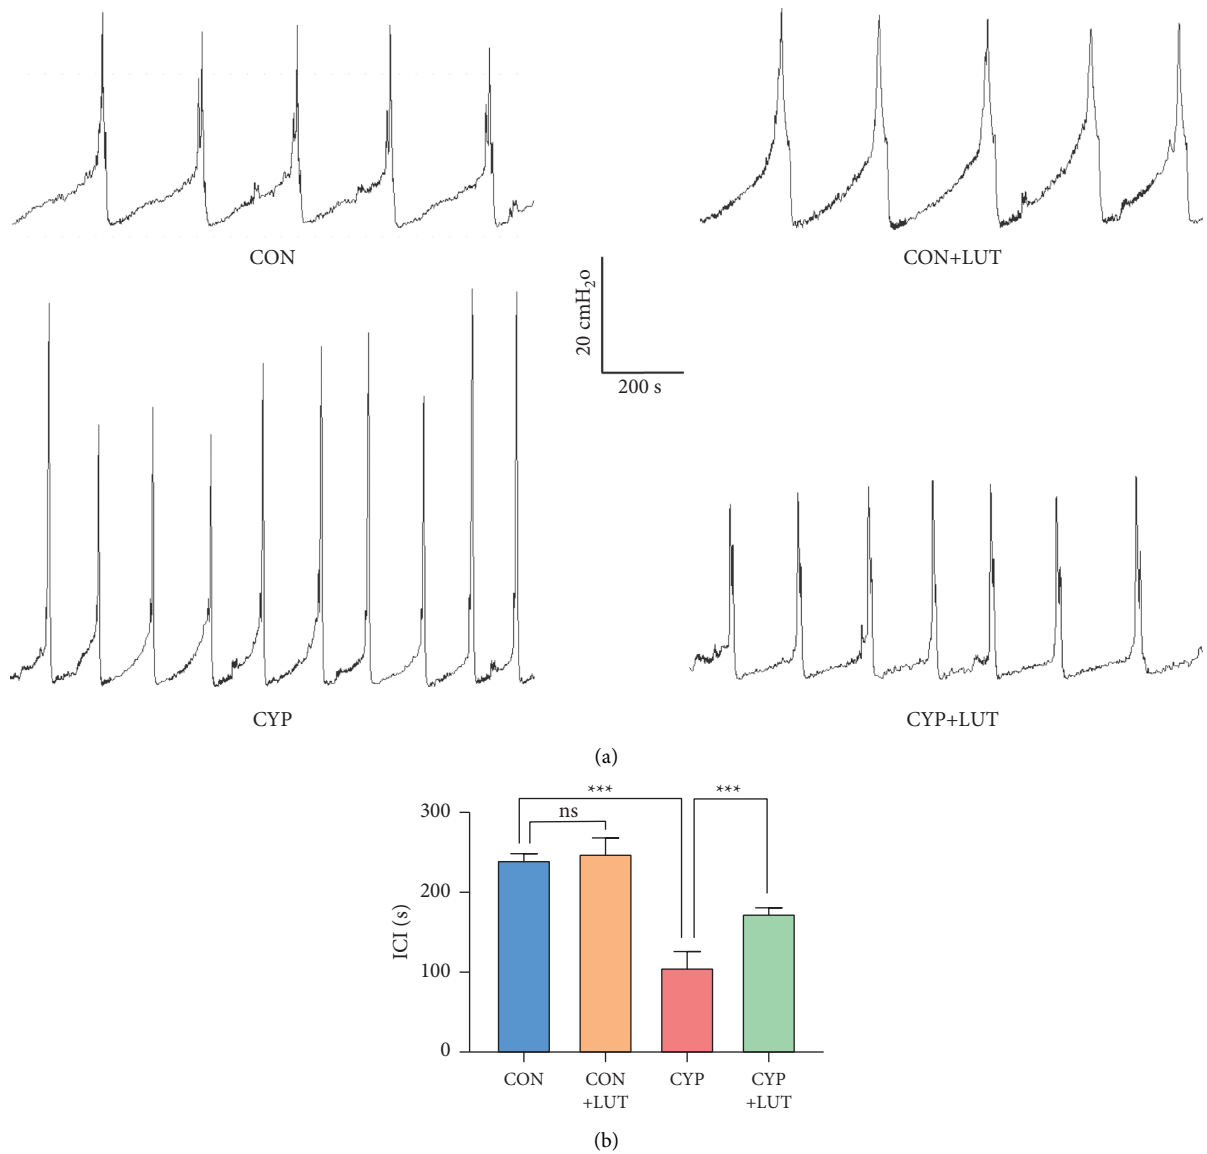 CON
CON+LUT
20 cmH₂o
200 s
CYP
CYP+LUT
(a)
***
***
ns
300
200
100
0
ICI (s)
CON
CON
+LUT
CYP
CYP
+LUT
(b)